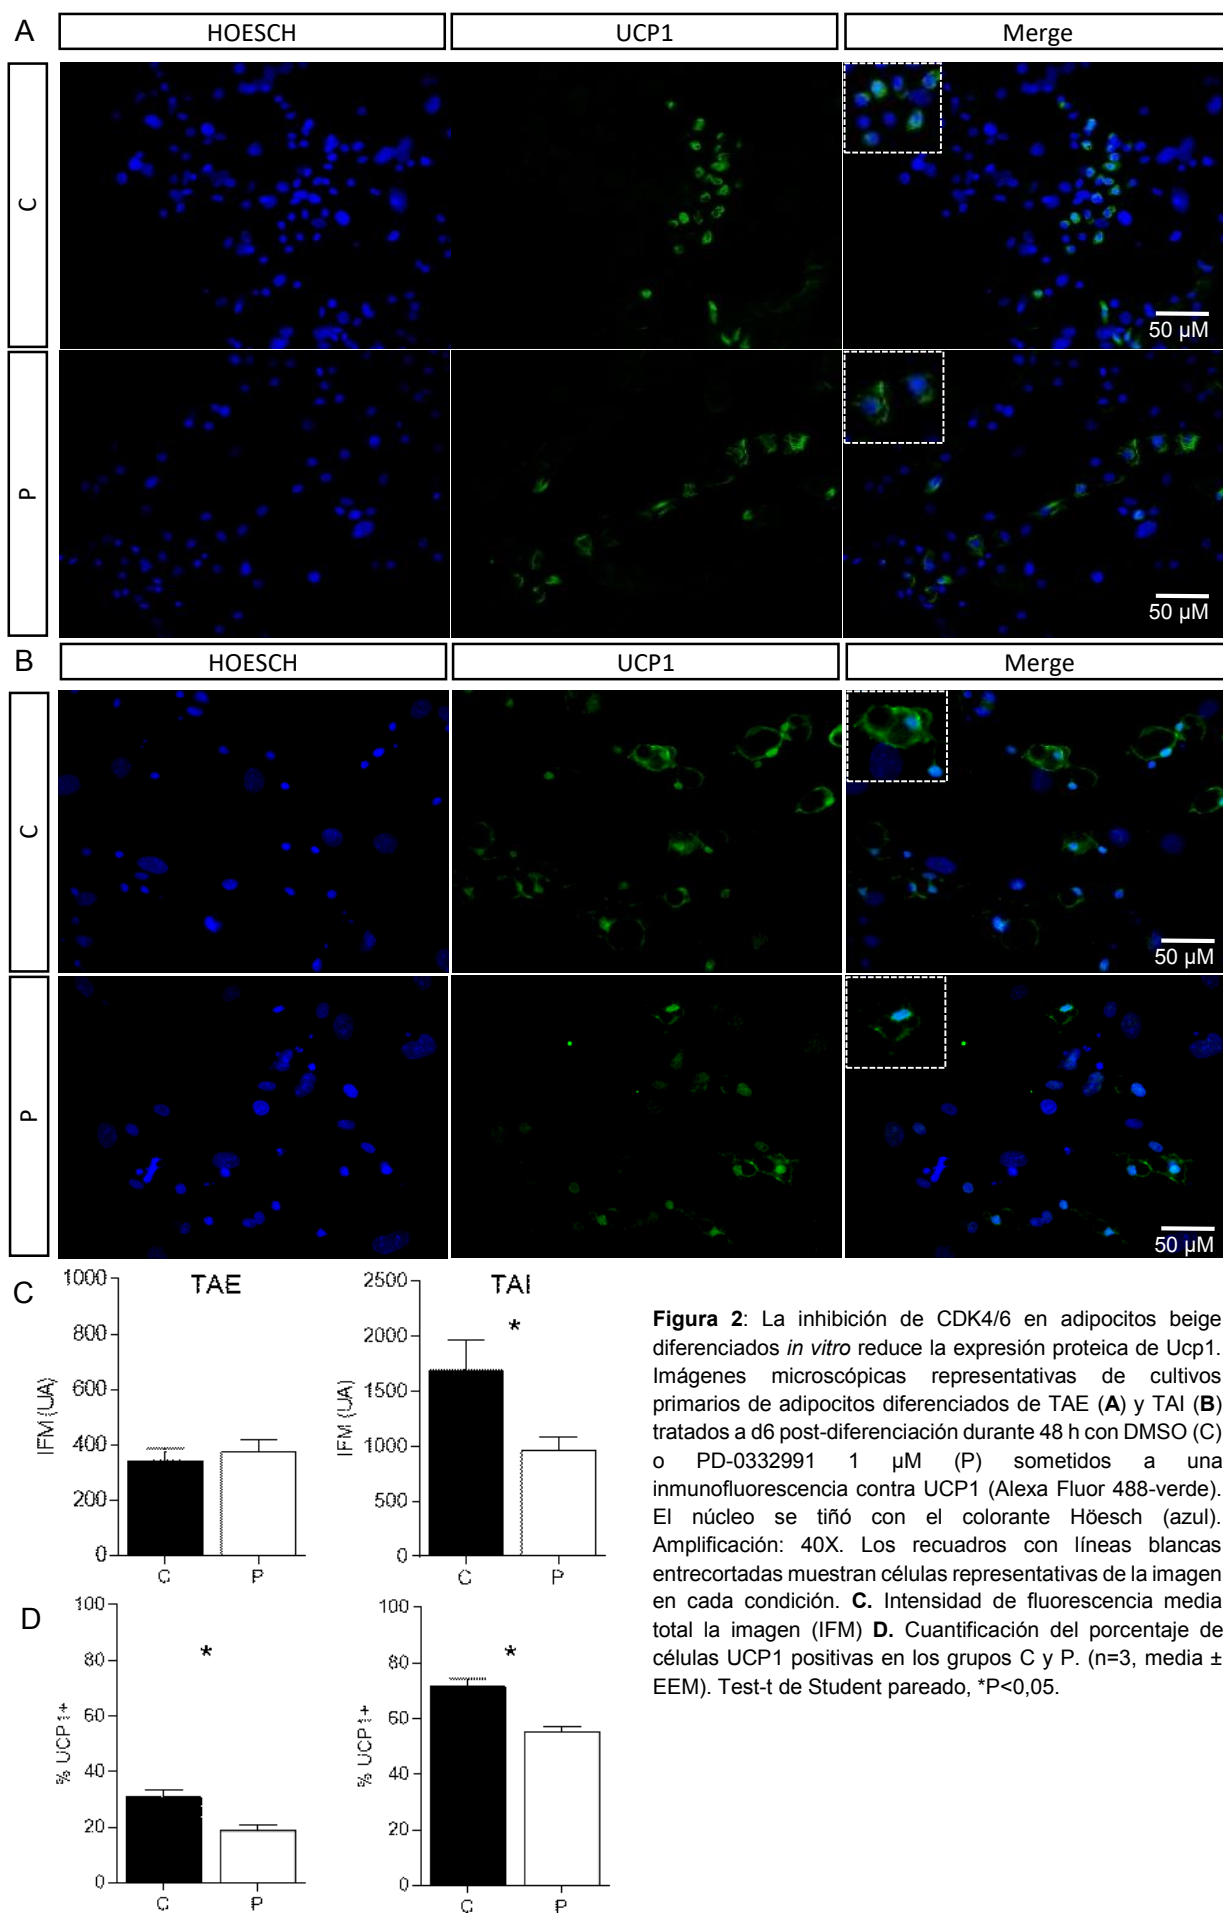 A
HOESCH
UCP1
Merge
C
50 µM
P
50 µM
B
HOESCH
UCP1
Merge
C
50 µM
P
50 µM
C
TAE
1000
800
600
400
200
0
IFM (UA)
C
P
TAI
2500
2000
1500
1000
500
0
IFM (UA)
*
C
P
D
100
80
60
40
20
0
% UCP1+
*
C
P
100
80
60
40
20
0
% UCP1+
*
C
P
Figura 2: La inhibición de CDK4/6 en adipocitos beige
diferenciados in vitro reduce la expresión proteica de Ucp1.
Imágenes microscópicas representativas de cultivos
primarios de adipocitos diferenciados de TAE (A) y TAI (B)
tratados a d6 post-diferenciación durante 48 h con DMSO (C)
o PD-0332991 1 µM (P) sometidos a una
inmunofluorescencia contra UCP1 (Alexa Fluor 488-verde).
El núcleo se tiñó con el colorante Höesch (azul).
Amplificación: 40X. Los recuadros con líneas blancas
entrecortadas muestran células representativas de la imagen
en cada condición. C. Intensidad de fluorescencia media
total la imagen (IFM) D. Cuantificación del porcentaje de
células UCP1 positivas en los grupos C y P. (n=3, media ±
EEM). Test-t de Student pareado, *P<0,05.